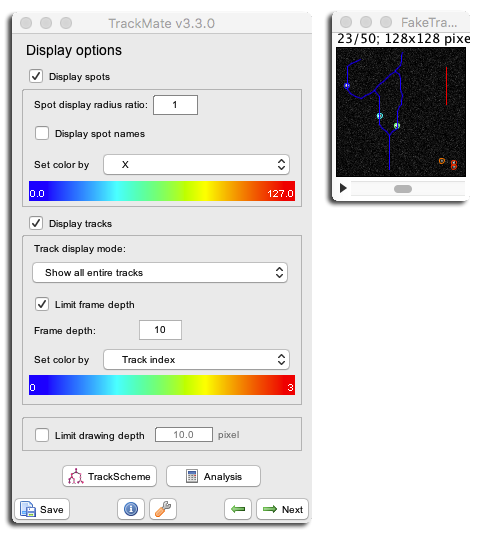 TrackMate v3.3.0
Display options
Display spots
Spot display radius ratio: 1
Display spot names
Set color by X
0.0 127.0
Display tracks
Track display mode:
Show all entire tracks
Limit frame depth
Frame depth: 10
Set color by Track index
0 3
Limit drawing depth 10.0 pixel
TrackScheme Analysis
Save Next
FakeTra...
23/50; 128x128 pixe